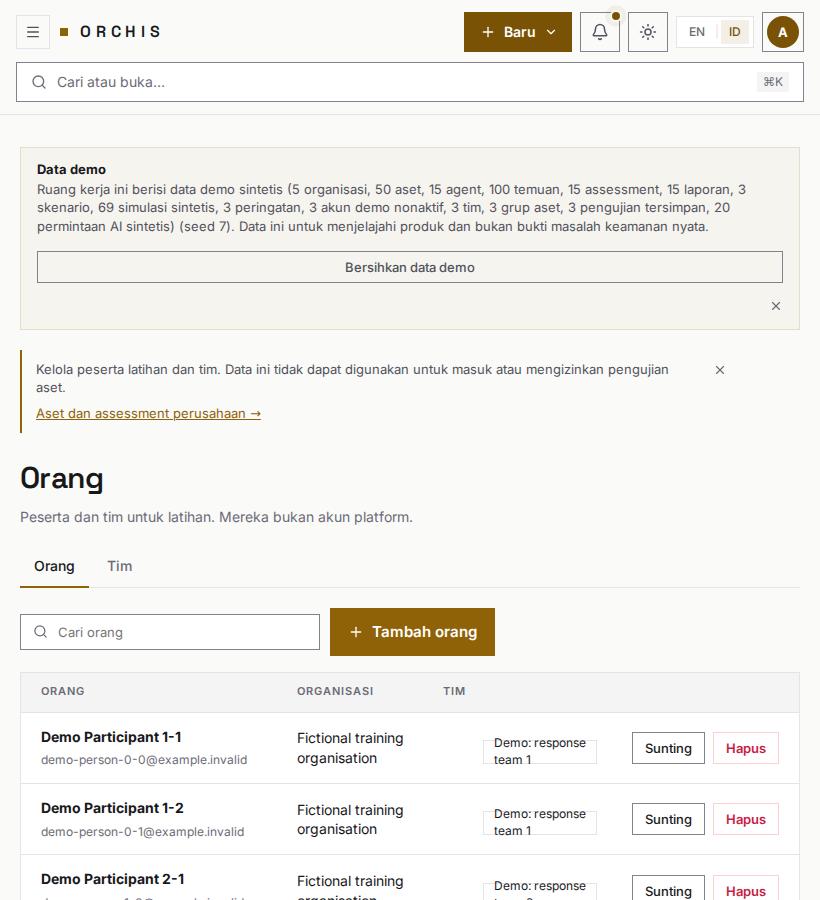 ORCHIS
+ Baru
EN | ID
A
Cari atau buka...
⌘K
Data demo
Ruang kerja ini berisi data demo sintetis (5 organisasi, 50 aset, 15 agent, 100 temuan, 15 assessment, 15 laporan, 3
skenario, 69 simulasi sintetis, 3 peringatan, 3 akun demo nonaktif, 3 tim, 3 grup aset, 3 pengujian tersimpan, 20
permintaan AI sintetis) (seed 7). Data ini untuk menjelajahi produk dan bukan bukti masalah keamanan nyata.
Bersihkan data demo
Kelola peserta latihan dan tim. Data ini tidak dapat digunakan untuk masuk atau mengizinkan pengujian
aset.
Aset dan assessment perusahaan →
Orang
Peserta dan tim untuk latihan. Mereka bukan akun platform.
Orang Tim
Cari orang
+ Tambah orang
ORANG ORGANISASI TIM
Demo Participant 1-1
demo-person-0-0@example.invalid
Fictional training
organisation
Demo: response
team 1
Sunting Hapus
Demo Participant 1-2
demo-person-0-1@example.invalid
Fictional training
organisation
Demo: response
team 1
Sunting Hapus
Demo Participant 2-1
Fictional training
Demo: response
Sunting Hapus